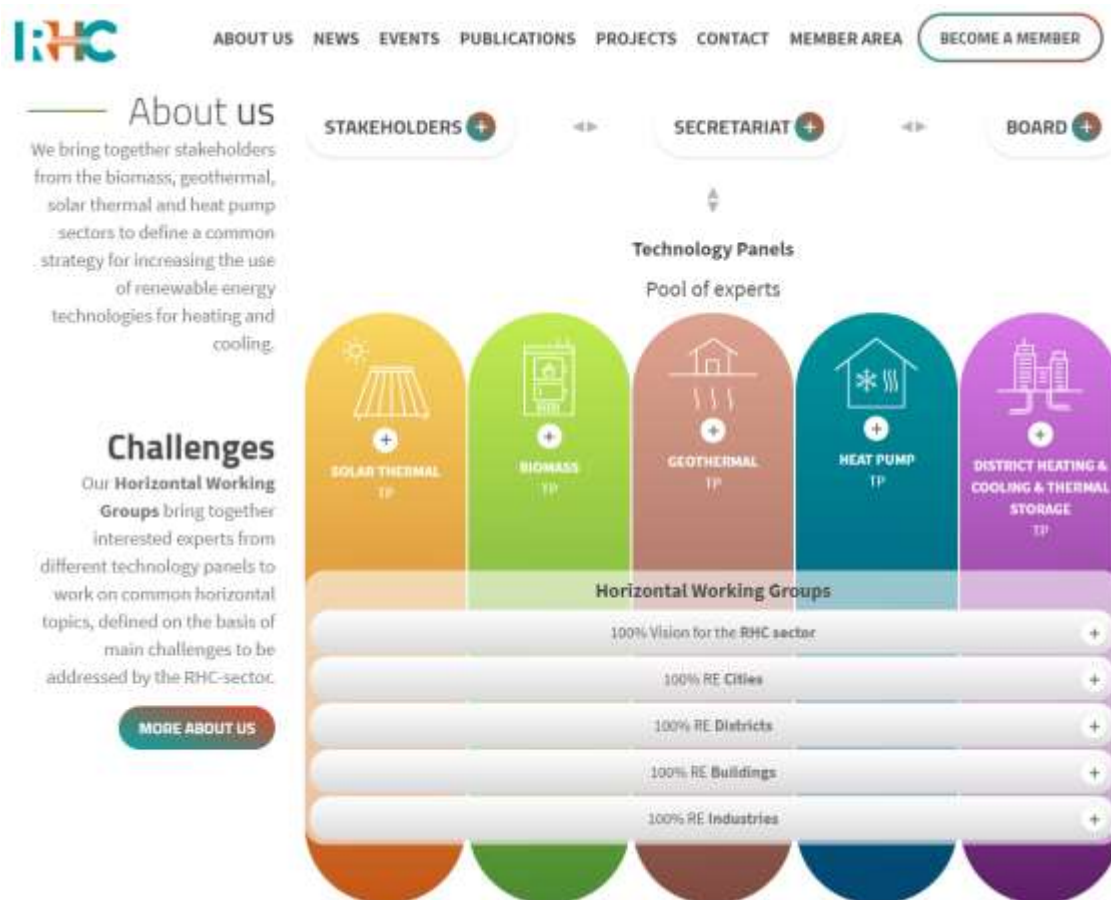 RHC
ABOUT US NEWS EVENTS PUBLICATIONS PROJECTS CONTACT MEMBER AREA BECOME A MEMBER
About us
We bring together stakeholders
from the biomass, geothermal,
solar thermal and heat pump
sectors to define a common
strategy for increasing the use
of renewable energy
technologies for heating and
cooling.
Challenges
Our Horizontal Working
Groups bring together
interested experts from
different technology panels to
work on common horizontal
topics, defined on the basis of
main challenges to be
addressed by the RHC-sector.
MORE ABOUT US
STAKEHOLDERS + SECRETARIAT + BOARD +
Technology Panels
Pool of experts
+
SOLAR THERMAL
TP
+
BIOMASS
TP
+
GEOTHERMAL
TP
+
HEAT PUMP
TP
+
DISTRICT HEATING &
COOLING & THERMAL
STORAGE
TP
Horizontal Working Groups
100% Vision for the RHC sector +
100% RE Cities +
100% RE Districts +
100% RE Buildings +
100% RE Industries +